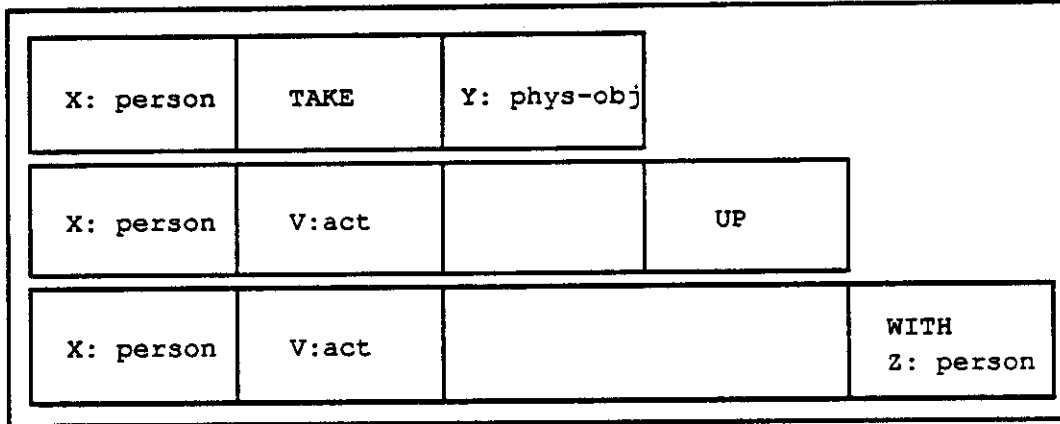 X: person TAKE Y: phys-obj
X: person V:act UP
X: person V:act WITH Z: person